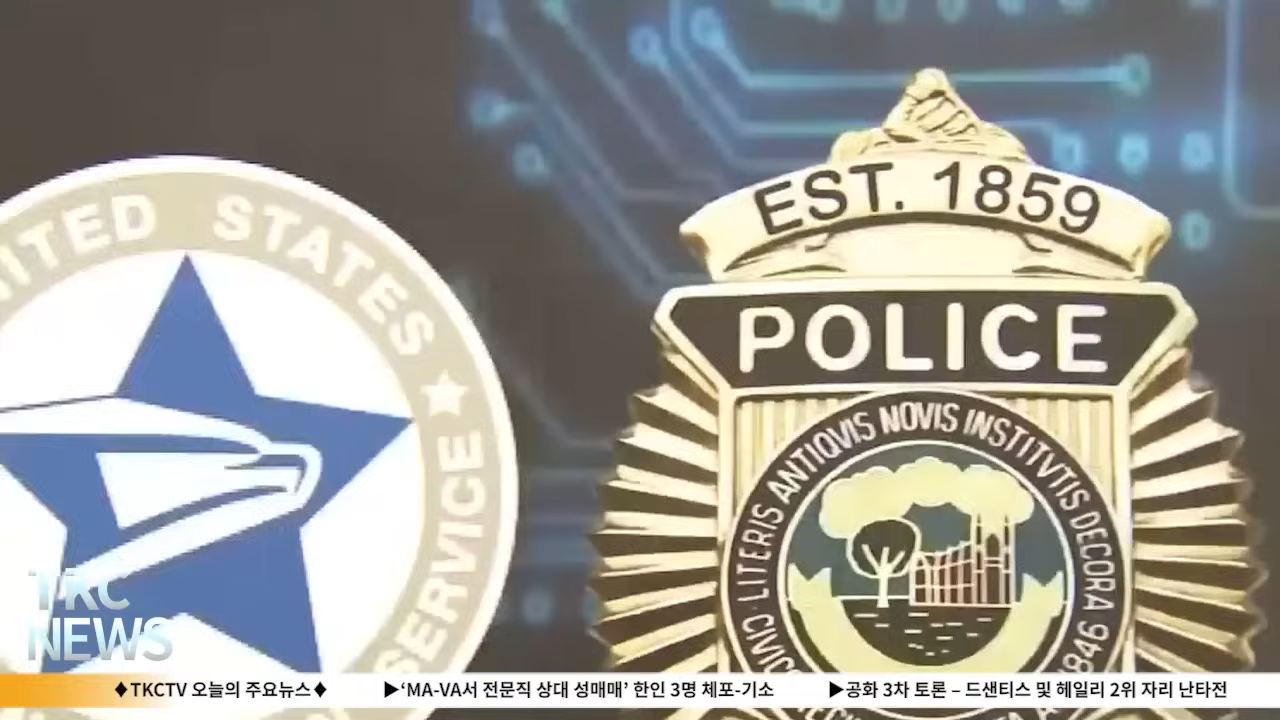 UNITED STATES
SERVICE
EST. 1859
POLICE
LITERIS ANTIQVIS NOVIS INSTITVTIS DECORA
1846
TKC
NEWS
♦TKCTV 오늘의 주요뉴스♦ ▶‘MA-VA서 전문직 상대 성매매’ 한인 3명 체포-기소 ▶공화 3차 토론 – 드샌티스 및 헤일리 2위 자리 난타전